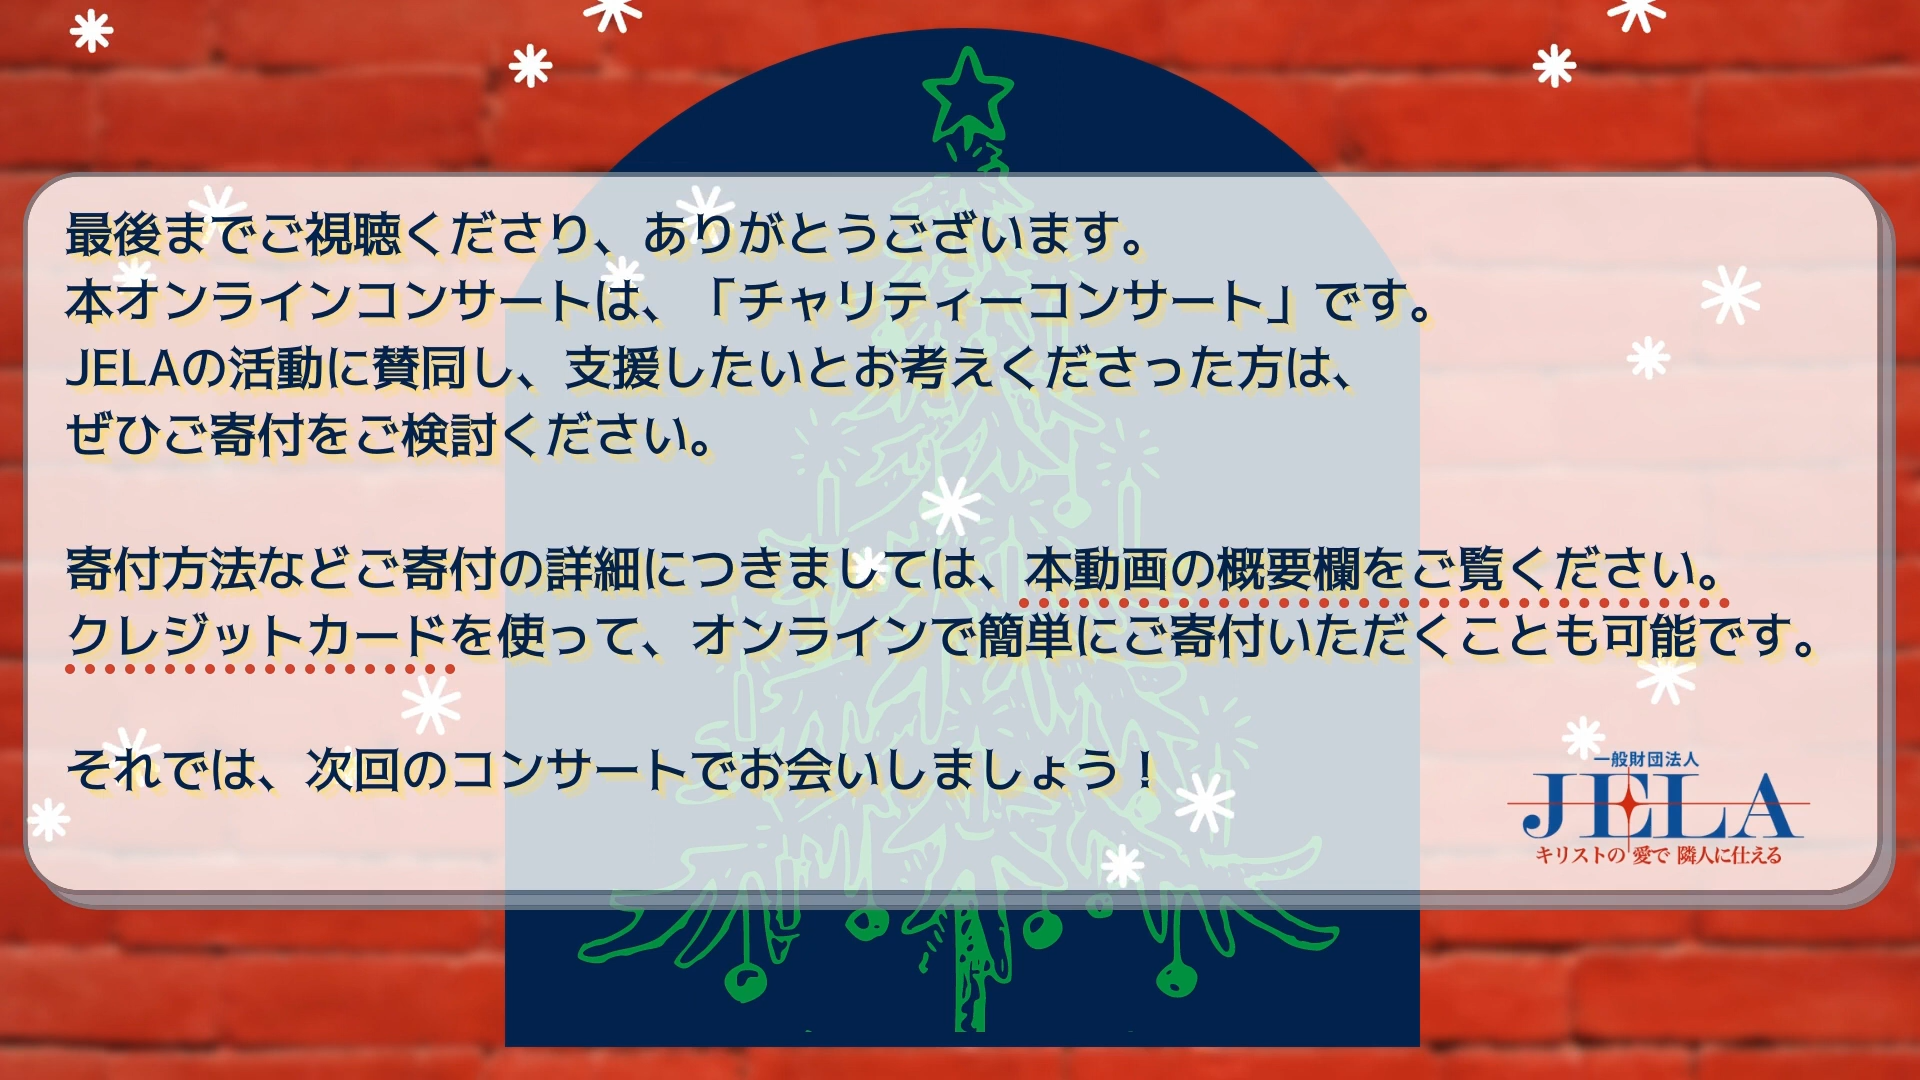 最後までご視聴くださり、ありがとうございます。
本オンラインコンサートは、「チャリティーコンサート」です。
JELAの活動に賛同し、支援したいとお考えくださった方は、
ぜひご寄付をご検討ください。
寄付方法などご寄付の詳細につきましては、本動画の概要欄をご覧ください。
クレジットカードを使って、オンラインで簡単にご寄付いただくことも可能です。
それでは、次回のコンサートでお会いしましょう！
一般財団法人
JELA
キリストの愛で 隣人に仕える